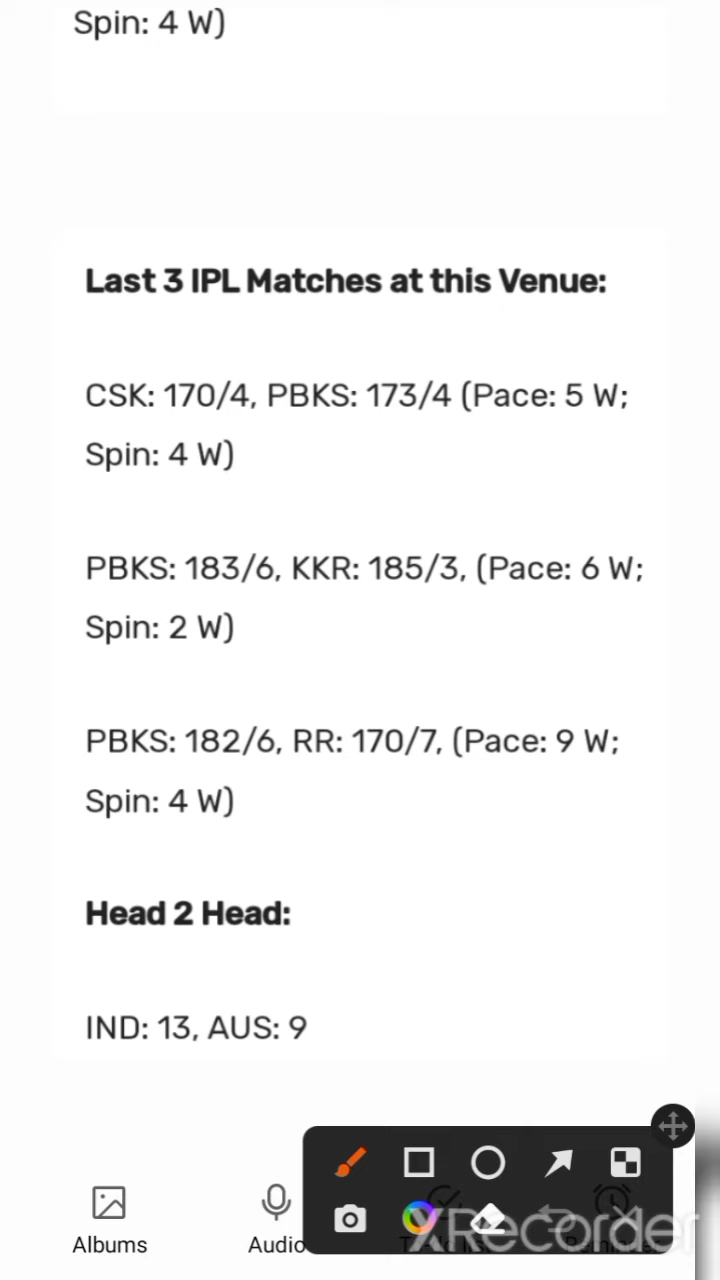 Spin: 4 W)
Last 3 IPL Matches at this Venue:
CSK: 170/4, PBKS: 173/4 (Pace: 5 W;
Spin: 4 W)
PBKS: 183/6, KKR: 185/3, (Pace: 6 W;
Spin: 2 W)
PBKS: 182/6, RR: 170/7, (Pace: 9 W;
Spin: 4 W)
Head 2 Head:
IND: 13, AUS: 9
Albums
Audio
XRecorder